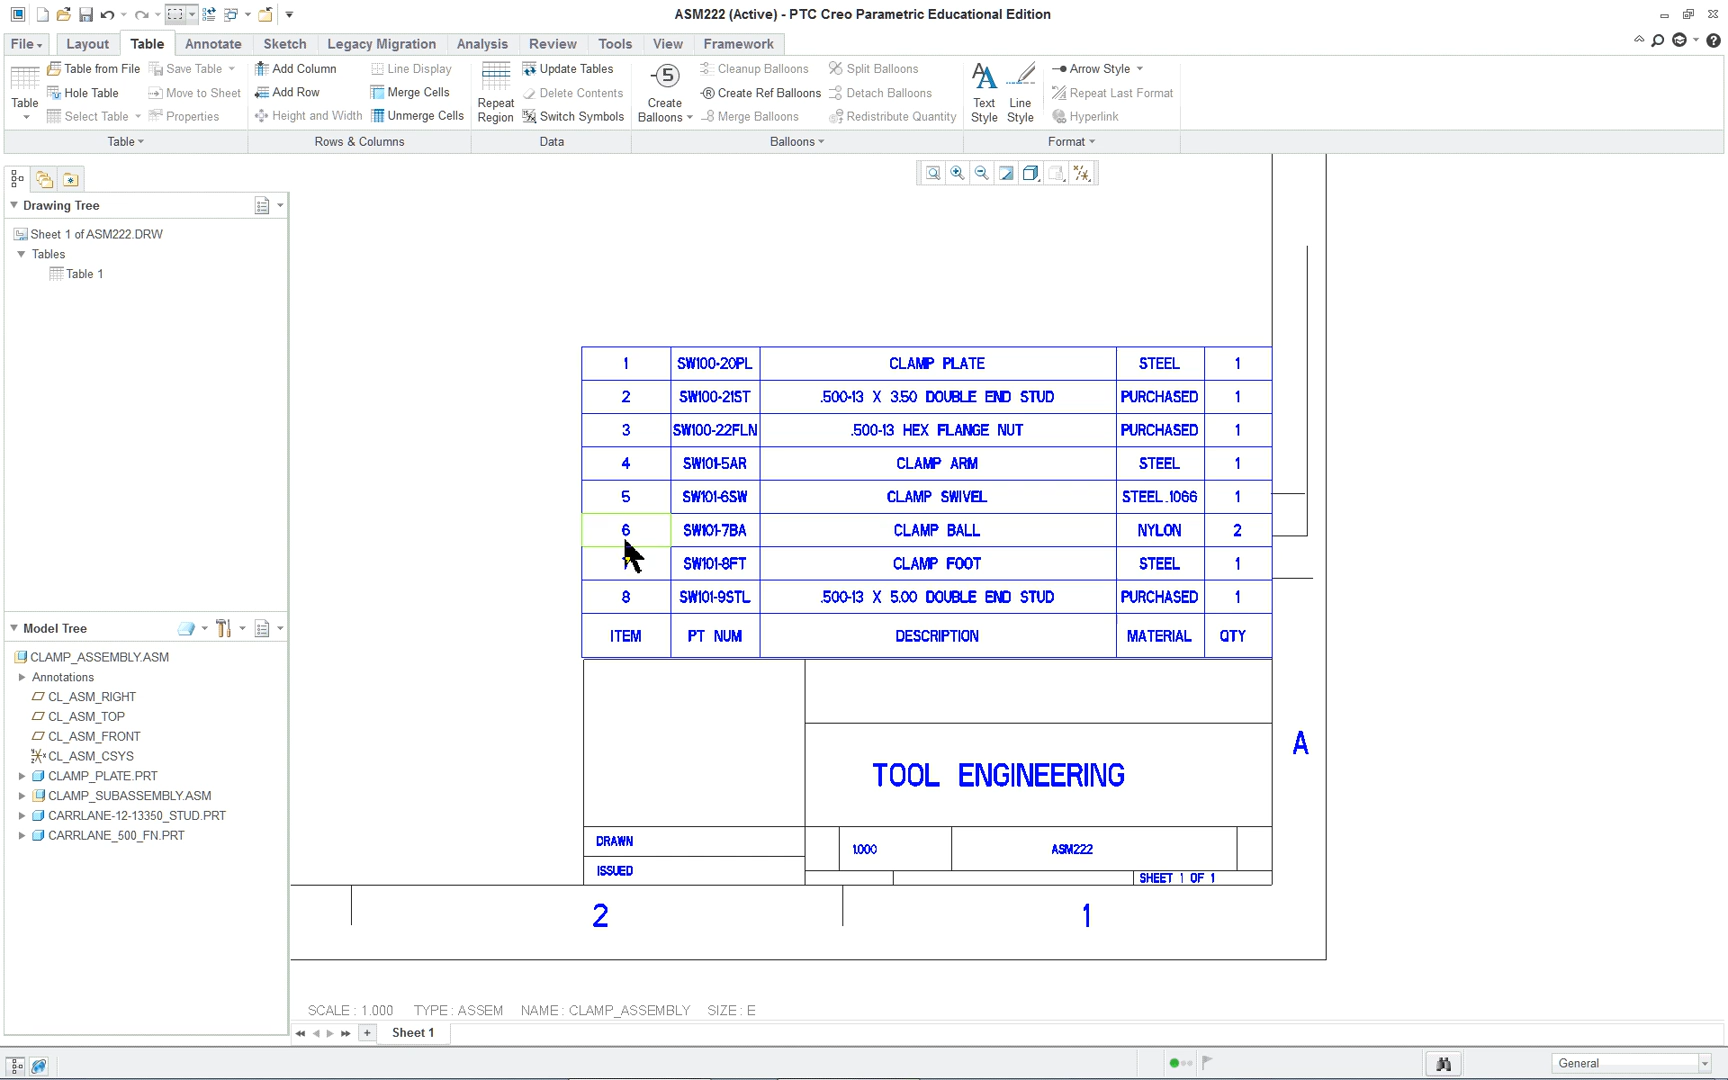 ASM222 (Active) - PTC Creo Parametric Educational Edition
File
Layout
Table
Annotate
Sketch
Legacy Migration
Analysis
Review
Tools
View
Framework
Table
Table from File
Hole Table
Select Table
Save Table
Move to Sheet
Properties
Table
Add Column
Add Row
Height and Width
Line Display
Merge Cells
Unmerge Cells
Rows & Columns
Repeat Region
Update Tables
Delete Contents
Switch Symbols
Data
5
Create Balloons
Cleanup Balloons
Create Ref Balloons
Merge Balloons
Split Balloons
Detach Balloons
Redistribute Quantity
Balloons
Text Style
Line Style
Arrow Style
Repeat Last Format
Hyperlink
Format
Drawing Tree
Sheet 1 of ASM222.DRW
Tables
Table 1
Model Tree
CLAMP_ASSEMBLY.ASM
Annotations
CL_ASM_RIGHT
CL_ASM_TOP
CL_ASM_FRONT
CL_ASM_CSYS
CLAMP_PLATE.PRT
CLAMP_SUBASSEMBLY.ASM
CARRLANE-12-13350_STUD.PRT
CARRLANE_500_FN.PRT
1 SW100-20PL CLAMP PLATE STEEL 1
2 SW100-21ST .500-13 X 3.50 DOUBLE END STUD PURCHASED 1
3 SW100-22FLN .500-13 HEX FLANGE NUT PURCHASED 1
4 SW101-5AR CLAMP ARM STEEL 1
5 SW101-6SW CLAMP SWIVEL STEEL.1066 1
6 SW101-7BA CLAMP BALL NYLON 2
SW101-8FT CLAMP FOOT STEEL 1
8 SW101-9STL .500-13 X 5.00 DOUBLE END STUD PURCHASED 1
ITEM PT NUM DESCRIPTION MATERIAL QTY
TOOL ENGINEERING
A
DRAWN
1.000
ASM222
ISSUED
SHEET 1 OF 1
2
1
SCALE : 1.000 TYPE : ASSEM NAME : CLAMP_ASSEMBLY SIZE : E
Sheet 1
General